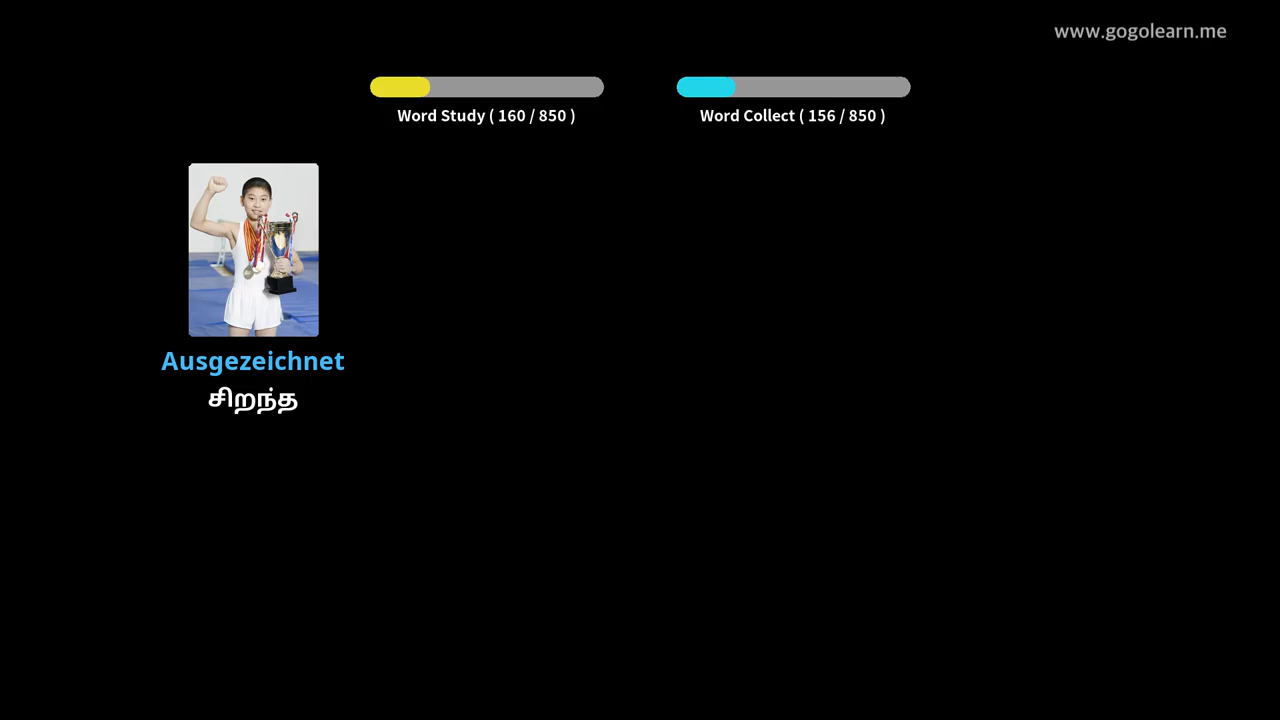 www.gogolearn.me
Word Study ( 160 / 850 )
Word Collect ( 156 / 850 )
Ausgezeichnet
சிறந்த